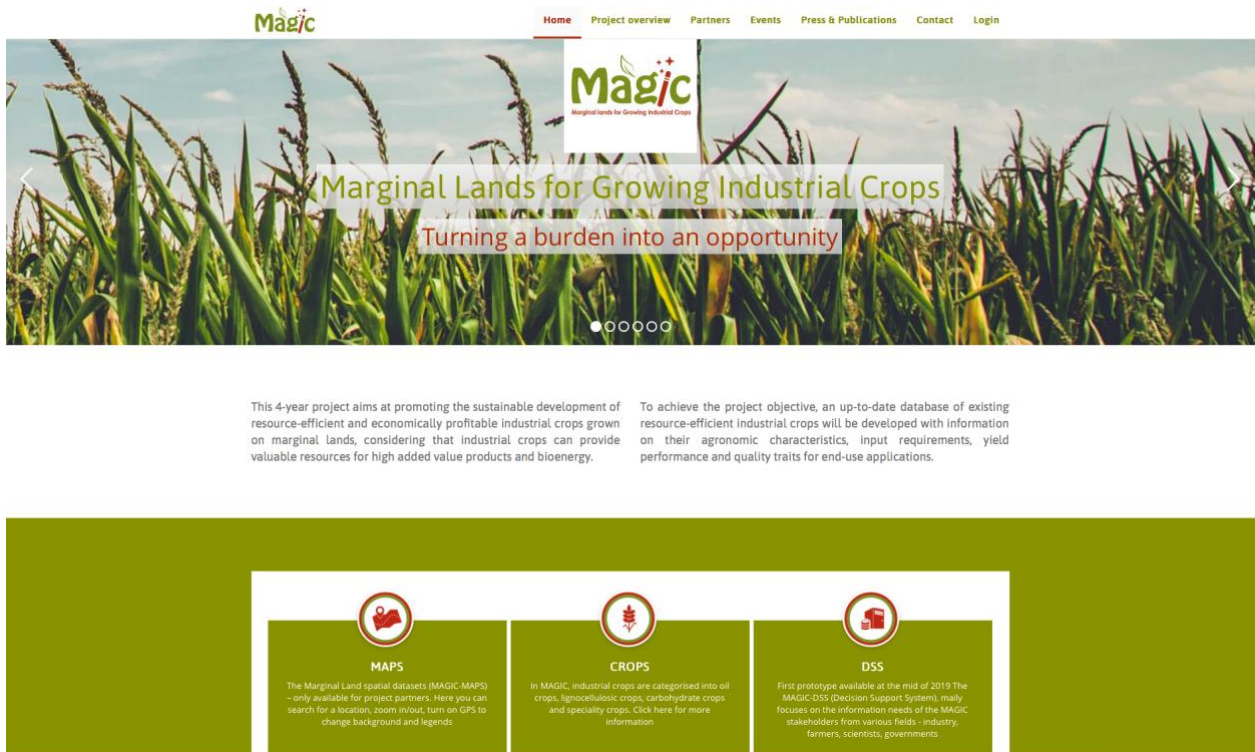 Magic
Home Project overview Partners Events Press & Publications Contact Login
Magic
Marginal lands for Growing Industrial Crops
Marginal Lands for Growing Industrial Crops
Turning a burden into an opportunity
This 4-year project aims at promoting the sustainable development of
resource-efficient and economically profitable industrial crops grown
on marginal lands, considering that industrial crops can provide
valuable resources for high added value products and bioenergy.
To achieve the project objective, an up-to-date database of existing
resource-efficient industrial crops will be developed with information
on their agronomic characteristics, input requirements, yield
performance and quality traits for end-use applications.
MAPS
The Marginal Land spatial datasets (MAGIC-MAPS)
– only available for project partners. Here you can
search for a location, zoom in/out, turn on GPS to
change background and legends
CROPS
In MAGIC, industrial crops are categorised into oil
crops, lignocellulosic crops, carbohydrate crops
and speciality crops. Click here for more
information
DSS
First prototype available at the mid of 2019 The
MAGIC-DSS (Decision Support System), maily
focuses on the information needs of the MAGIC
stakeholders from various fields - industry,
farmers, scientists, governments